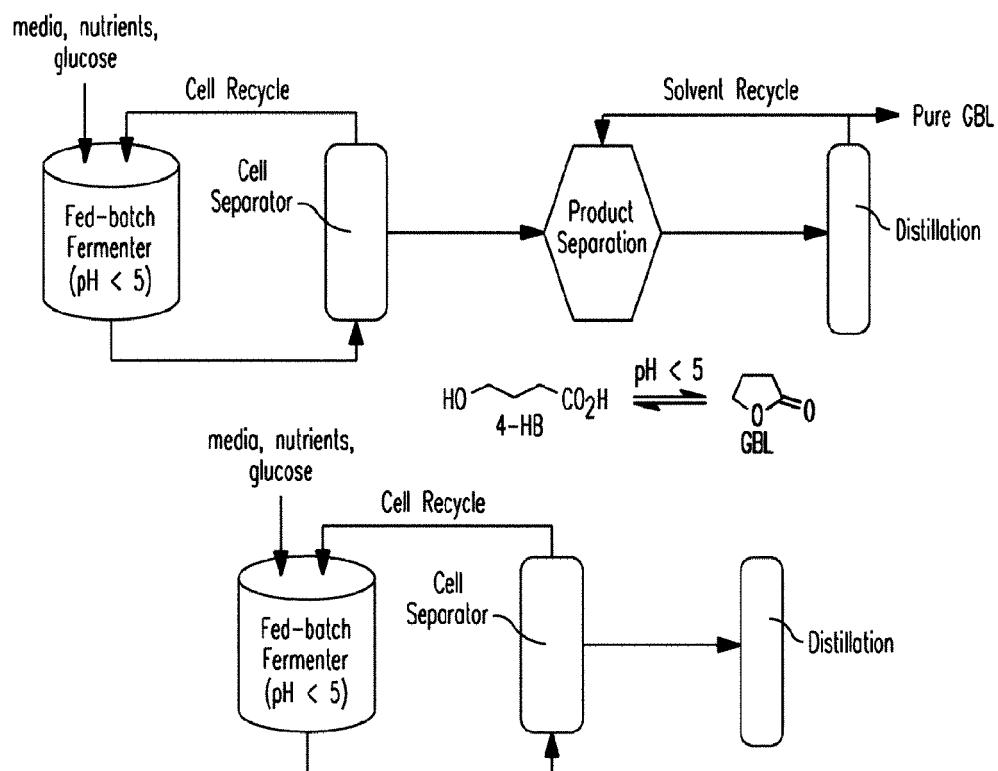 media, nutrients,
glucose
Cell Recycle
Solvent Recycle
Pure GBL
Cell
Separator
Fed-batch
Fermenter
(pH < 5)
Product
Separation
Distillation
pH < 5
HO
CO2H
O
O
4-HB
GBL
media, nutrients,
glucose
Cell Recycle
Cell
Separator
Fed-batch
Fermenter
(pH < 5)
Distillation